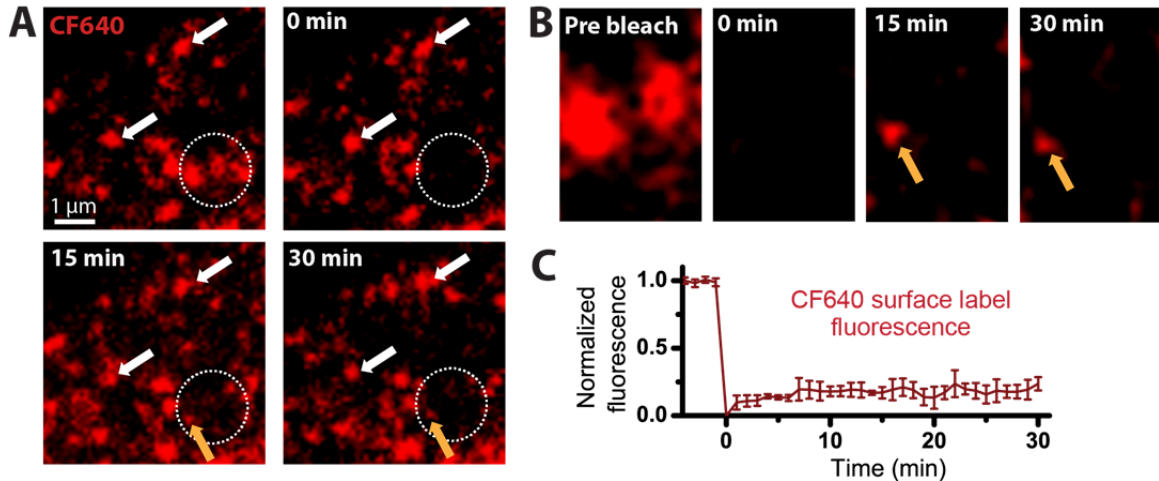 A
CF640
0 min
1 µm
15 min
30 min
B
Pre bleach
0 min
15 min
30 min
C
Normalized
fluorescence
1.0
0.5
0.0
CF640 surface label
fluorescence
0
10
20
30
Time (min)